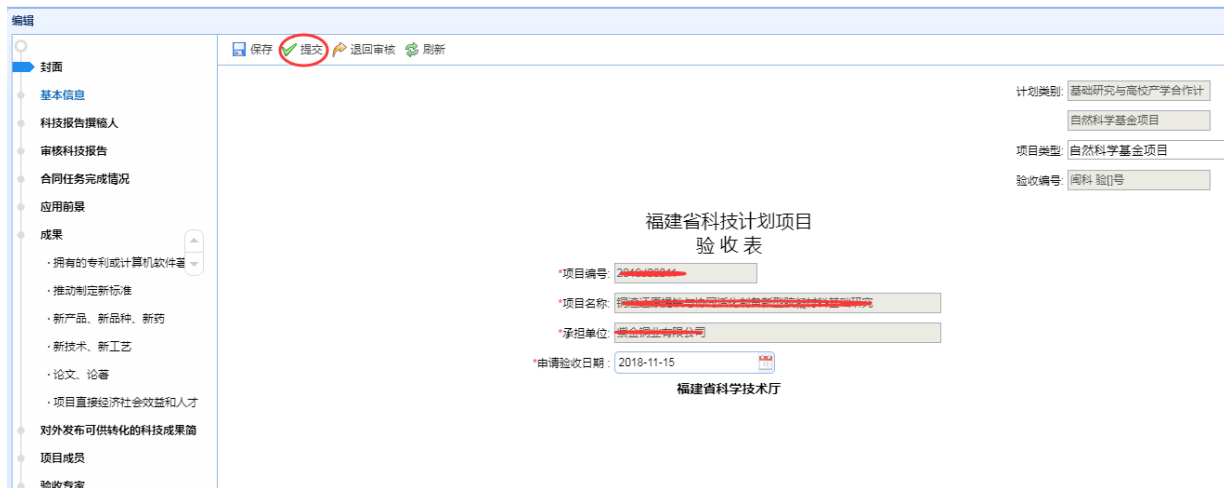 编辑
保存 提交 退回审核 刷新
封面
基本信息
科技报告撰稿人
审核科技报告
合同任务完成情况
应用前景
成果
·拥有的专利或计算机软件著
·推动制定新标准
·新产品、新品种、新药
·新技术、新工艺
·论文、论著
·项目直接经济社会效益和人才
对外发布可供转化的科技成果简
项目成员
验收专家
计划类别: 基础研究与高校产学合作计
自然科学基金项目
项目类型: 自然科学基金项目
验收编号: 闽科 验[]号
福建省科技计划项目
验 收 表
*项目编号:
*项目名称:
*承担单位:
*申请验收日期 : 2018-11-15
福建省科学技术厅